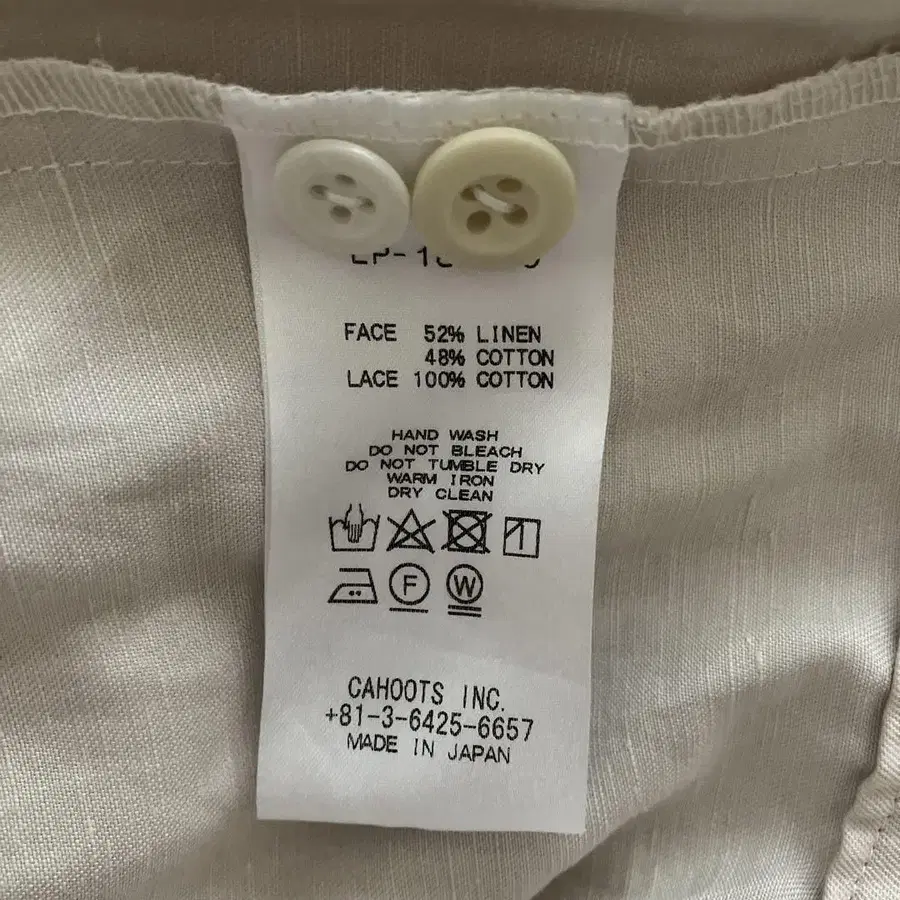 FACE 52% LINEN
48% COTTON
LACE 100% COTTON
HAND WASH
DO NOT BLEACH
DO NOT TUMBLE DRY
WARM IRON
DRY CLEAN
F W
CAHOOTS INC.
+81-3-6425-6657
MADE IN JAPAN